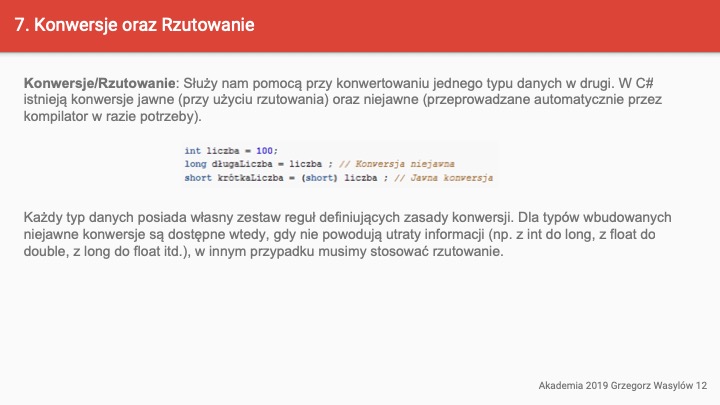 7. Konwersje oraz Rzutowanie
Konwersje/Rzutowanie: Służy nam pomocą przy konwertowaniu jednego typu danych w drugi. W C#
istnieją konwersje jawne (przy użyciu rzutowania) oraz niejawne (przeprowadzane automatycznie przez
kompilator w razie potrzeby).
int liczba = 100;
long długaLiczba = liczba ; // Konwersja niejawna
short krótkaLiczba = (short) liczba ; // Jawna konwersja
Każdy typ danych posiada własny zestaw reguł definiujących zasady konwersji. Dla typów wbudowanych
niejawne konwersje są dostępne wtedy, gdy nie powodują utraty informacji (np. z int do long, z float do
double, z long do float itd.), w innym przypadku musimy stosować rzutowanie.
Akademia 2019 Grzegorz Wasylów 12